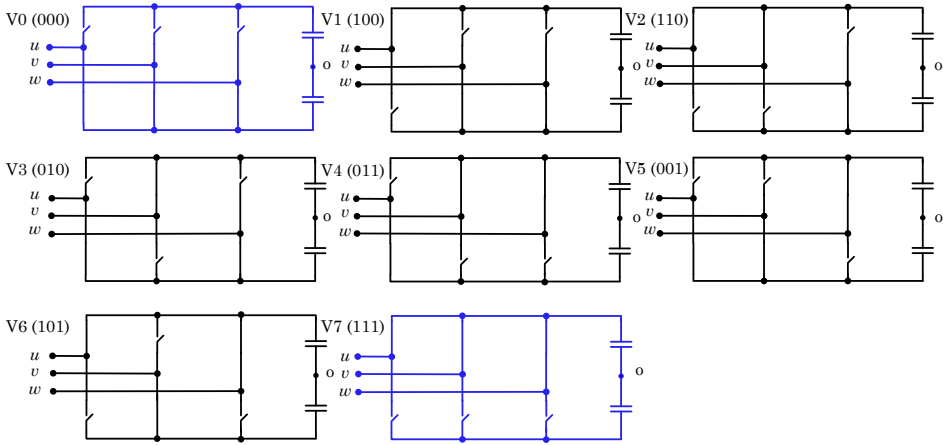 V0 (000)
u
v
w
o
V1 (100)
u
v
w
o
V2 (110)
u
v
w
o
V3 (010)
u
v
w
o
V4 (011)
u
v
w
o
V5 (001)
u
v
w
o
V6 (101)
u
v
w
o
V7 (111)
u
v
w
o